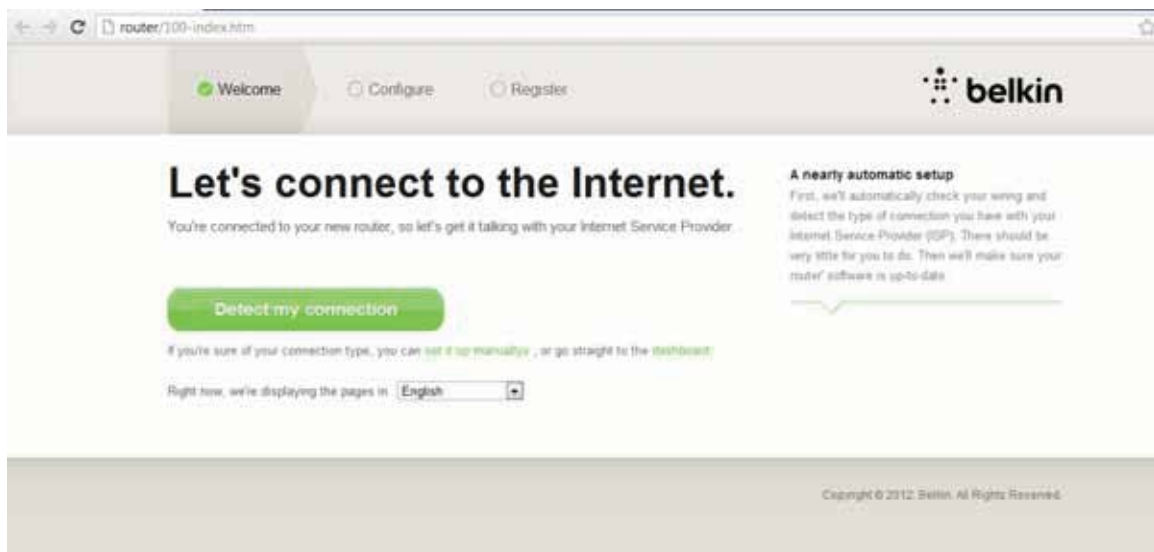 router/100-index.htm
Welcome
Configure
Register
belkin
Let's connect to the Internet.
You're connected to your new router, so let's get it talking with your Internet Service Provider.
Detect my connection
If you're sure of your connection type, you can set it up manually, or go straight to the dashboard.
Right now, we're displaying the pages in English
A nearly automatic setup
First, we'll automatically check your wiring and
detect the type of connection you have with your
Internet Service Provider (ISP). There should be
very little for you to do. Then we'll make sure your
router' software is up-to-date
Copyright © 2012. Belkin. All Rights Reserved.